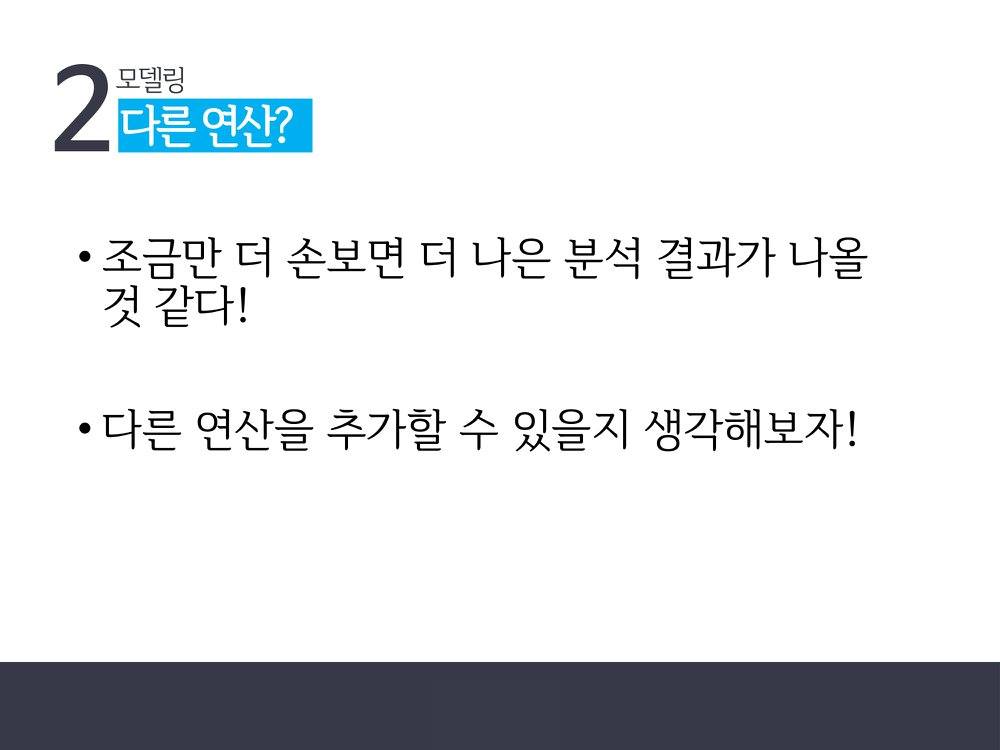 2
모델링
다른 연산?
• 조금만 더 손보면 더 나은 분석 결과가 나올
것 같다!
• 다른 연산을 추가할 수 있을지 생각해보자!